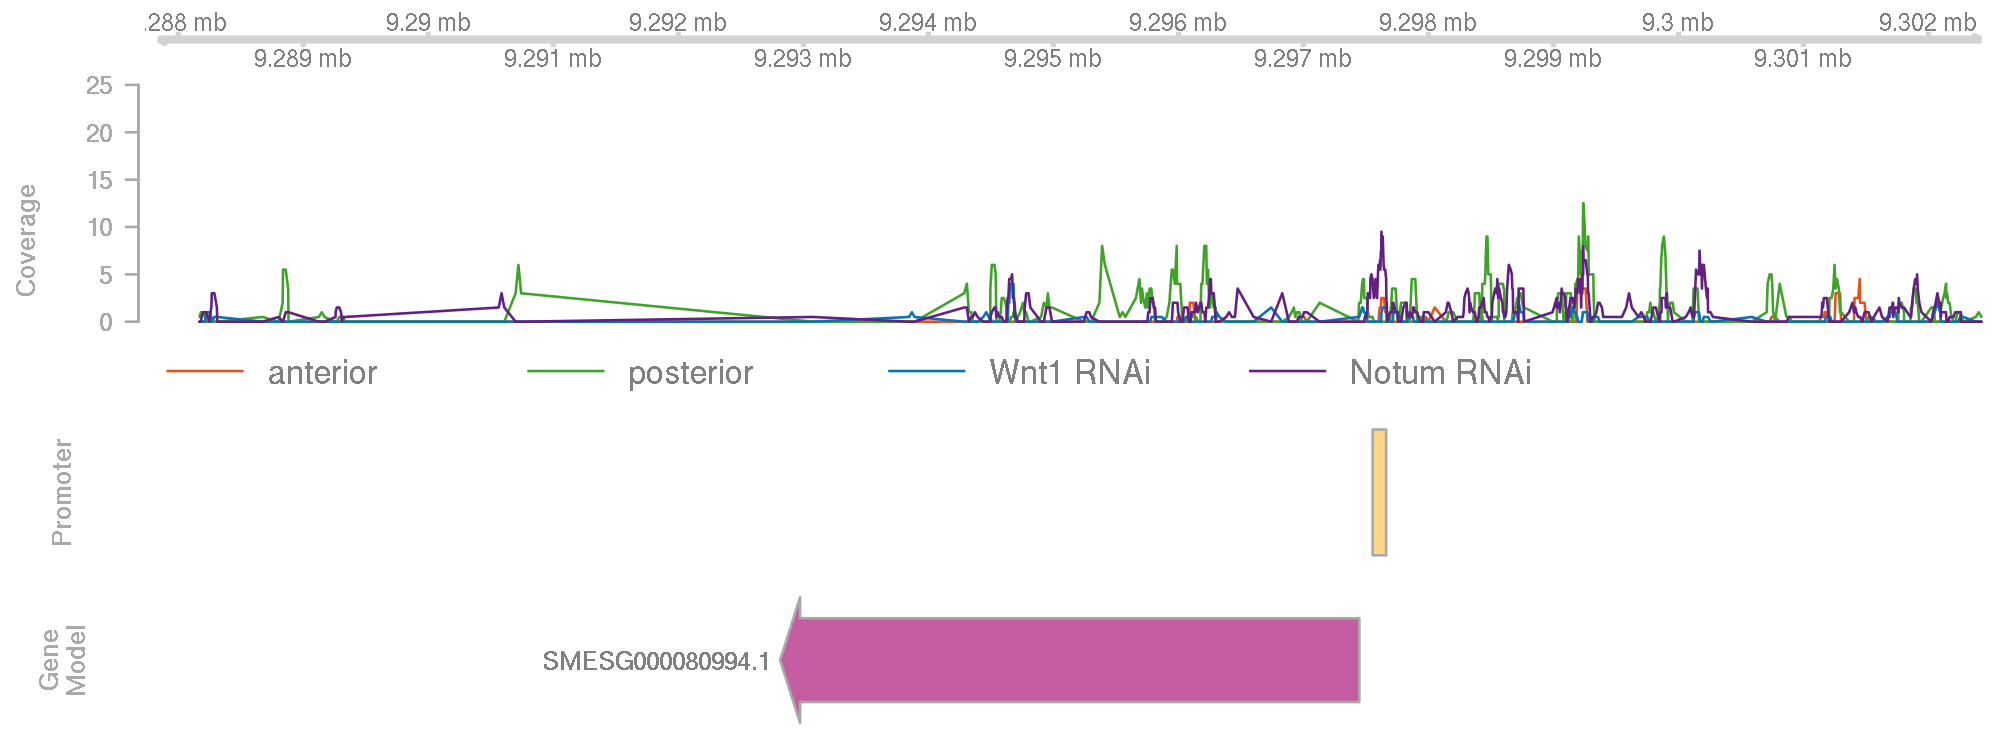 .288 mb 9.29 mb 9.292 mb 9.294 mb 9.296 mb 9.298 mb 9.3 mb 9.302 mb
9.289 mb 9.291 mb 9.293 mb 9.295 mb 9.297 mb 9.299 mb 9.301 mb
25
20
15
10
5
0
Coverage
anterior posterior Wnt1 RNAi Notum RNAi
Promoter
Gene
Model
SMESG000080994.1